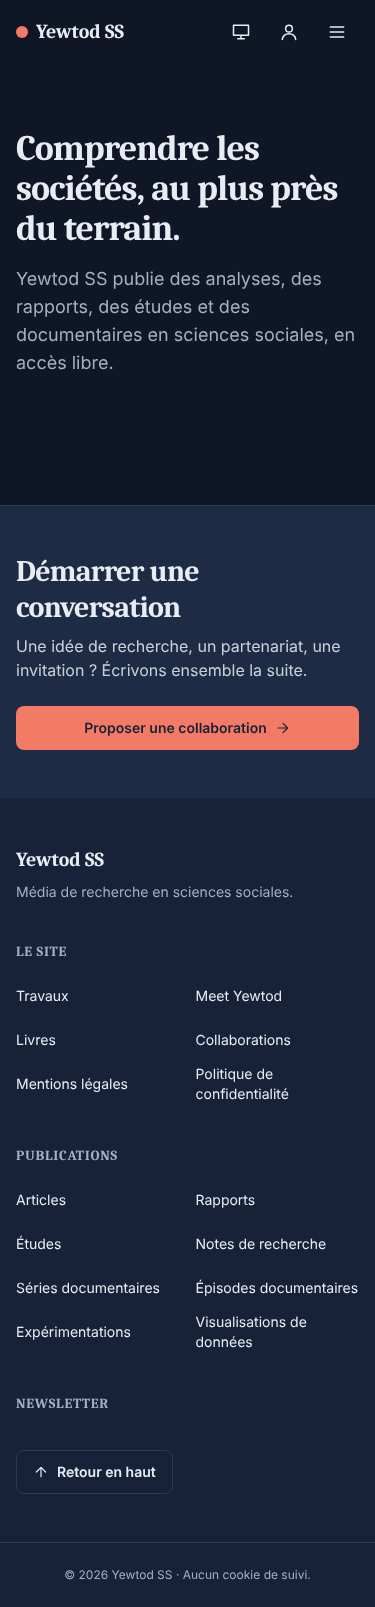 Yewtod SS
Comprendre les
sociétés, au plus près
du terrain.
Yewtod SS publie des analyses, des
rapports, des études et des
documentaires en sciences sociales, en
accès libre.
Démarrer une
conversation
Une idée de recherche, un partenariat, une
invitation ? Écrivons ensemble la suite.
Proposer une collaboration →
Yewtod SS
Média de recherche en sciences sociales.
LE SITE
Travaux
Meet Yewtod
Livres
Collaborations
Mentions légales
Politique de
confidentialité
PUBLICATIONS
Articles
Rapports
Études
Notes de recherche
Séries documentaires
Épisodes documentaires
Expérimentations
Visualisations de
données
NEWSLETTER
↑ Retour en haut
© 2026 Yewtod SS · Aucun cookie de suivi.